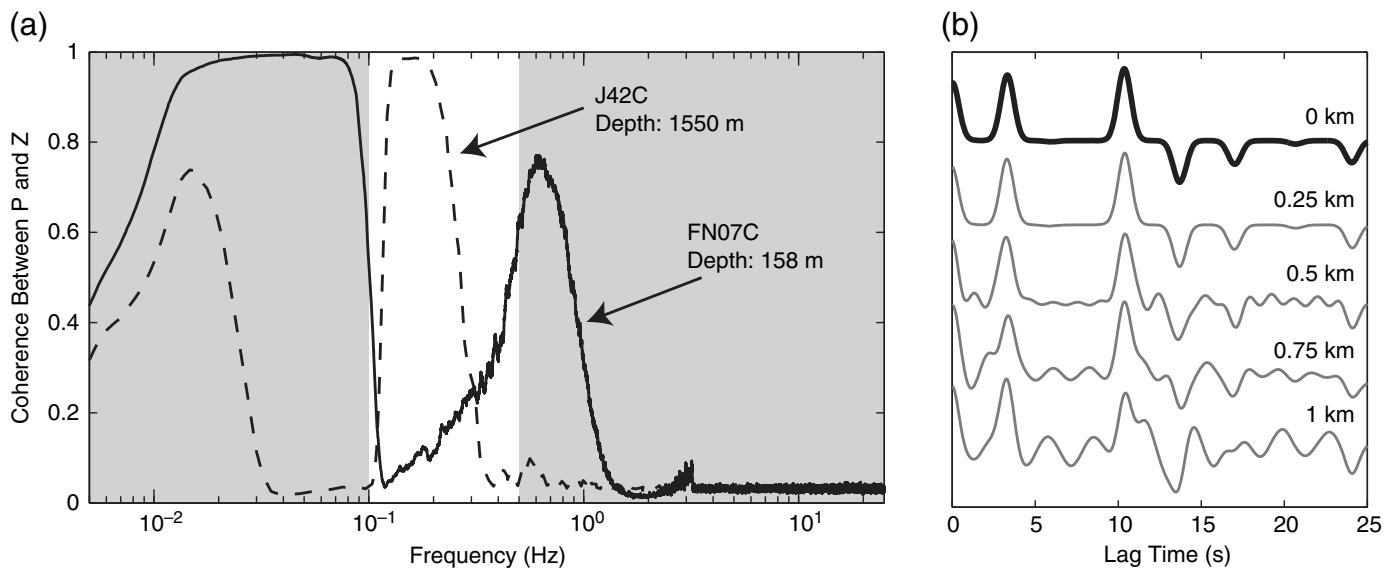 (a)
(b)
Coherence Between P and Z
1
0.8
0.6
0.4
0.2
0
J42C
Depth: 1550 m
FN07C
Depth: 158 m
10⁻²
10⁻¹
10⁰
10¹
Frequency (Hz)
0 km
0.25 km
0.5 km
0.75 km
1 km
0
5
10
15
20
25
Lag Time (s)